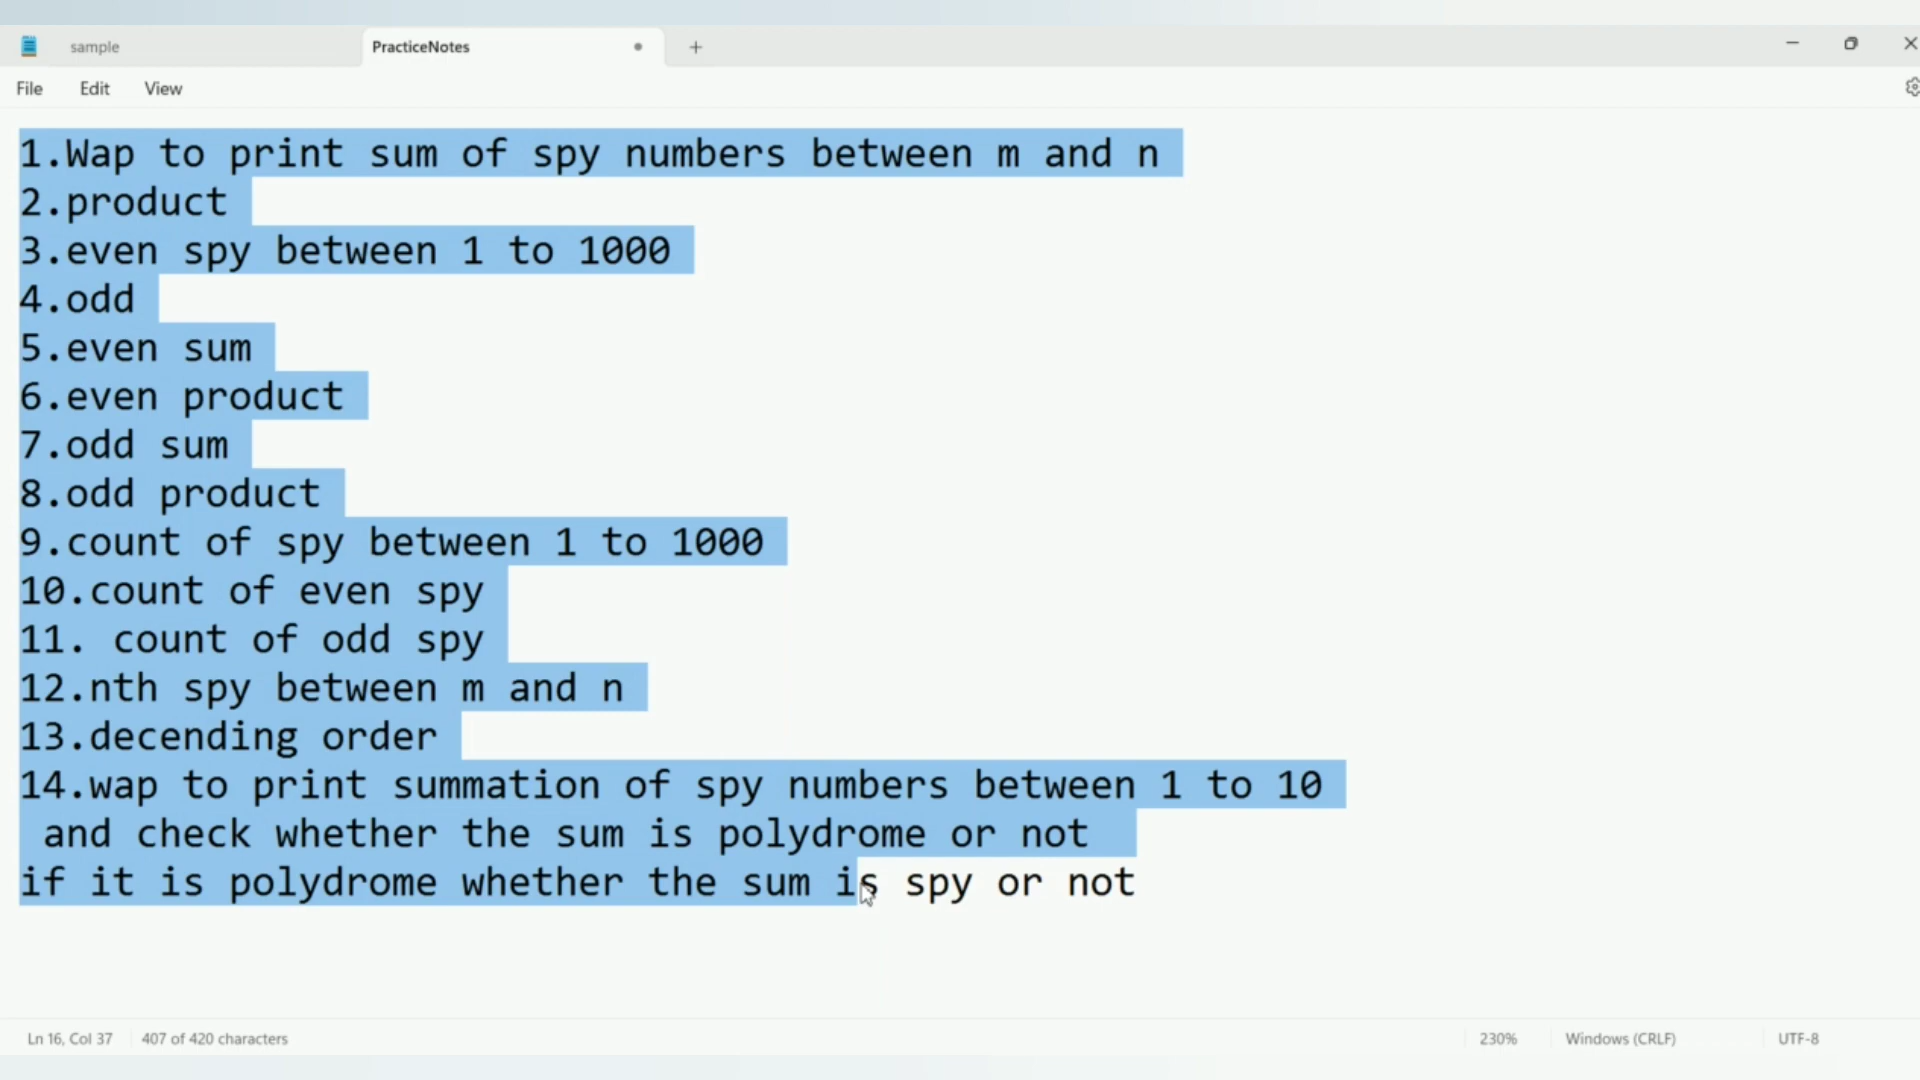 sample
PracticeNotes
File Edit View
1.Wap to print sum of spy numbers between m and n
2.product
3.even spy between 1 to 1000
4.odd
5.even sum
6.even product
7.odd sum
8.odd product
9.count of spy between 1 to 1000
10.count of even spy
11. count of odd spy
12.nth spy between m and n
13.decending order
14.wap to print summation of spy numbers between 1 to 10
and check whether the sum is polydrome or not
if it is polydrome whether the sum is spy or not
Ln 16, Col 37 407 of 420 characters 230% Windows (CRLF) UTF-8